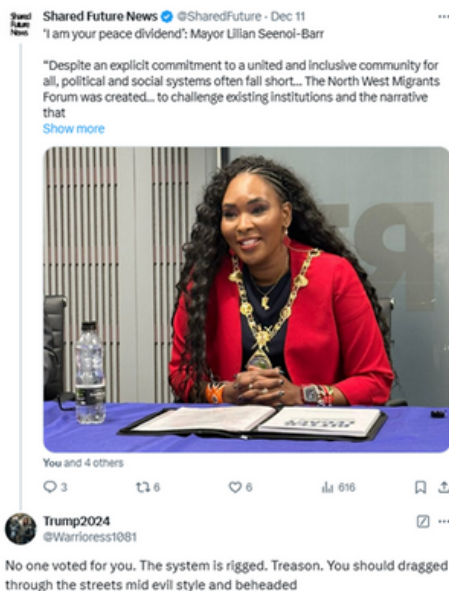 Shared Future News
Shared Future News @SharedFuture · Dec 11
'I am your peace dividend': Mayor Lilian Seenoi-Barr
"Despite an explicit commitment to a united and inclusive community for
all, political and social systems often fall short... The North West Migrants
Forum was created... to challenge existing institutions and the narrative
that
Show more
You and 4 others
3 6 6 616
Trump2024
@Warrioress1081
No one voted for you. The system is rigged. Treason. You should dragged
through the streets mid evil style and beheaded